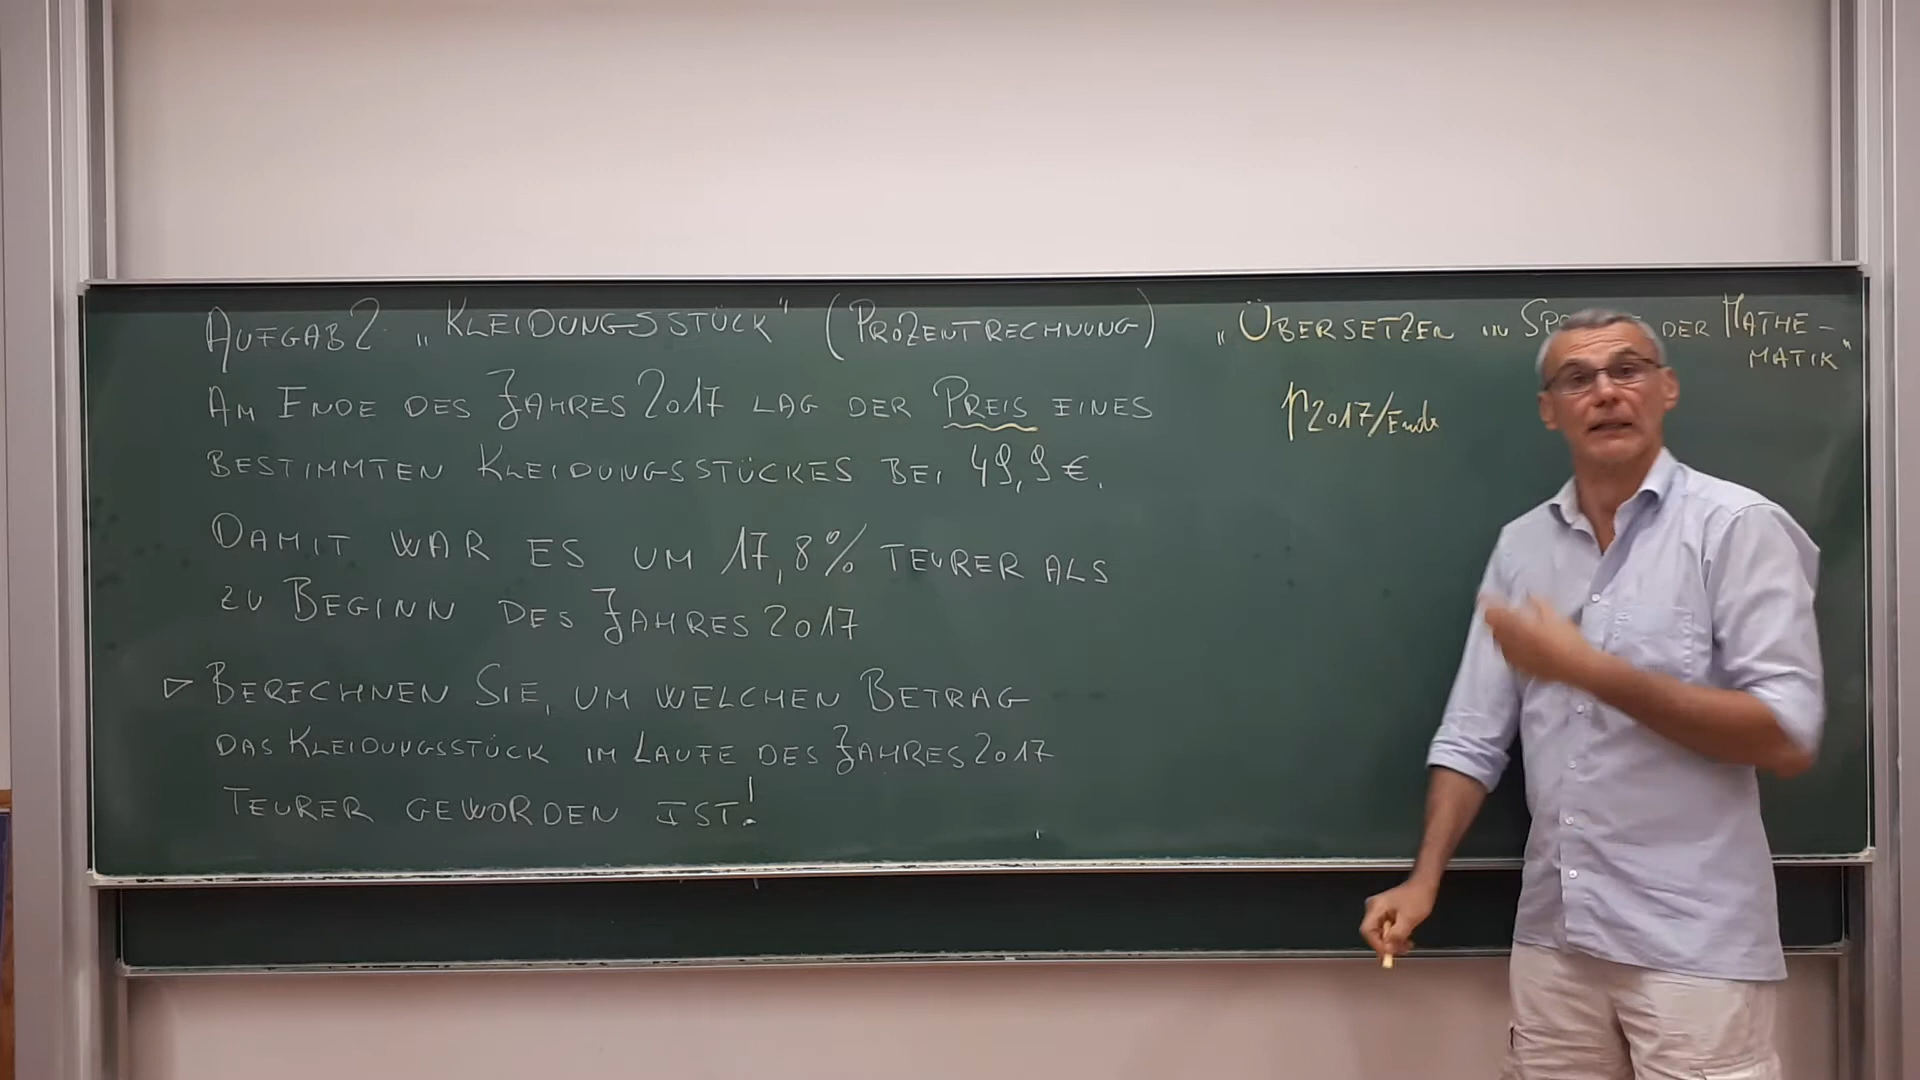 AUFGABE „KLEIDUNGSSTÜCK" (PROZENTRECHNUNG)
AM ENDE DES JAHRES 2017 LAG DER PREIS EINES
BESTIMMTEN KLEIDUNGSSTÜCKES BEI 49,9 €.
DAMIT WAR ES UM 17,8% TEURER ALS
ZU BEGINN DES JAHRES 2017
▷ BERECHNEN SIE, UM WELCHEN BETRAG
DAS KLEIDUNGSSTÜCK IM LAUFE DES JAHRES 2017
TEURER GEWORDEN IST!
„ÜBERSETZEN IN DER MATHE-
MATIK"
p2017/Ende